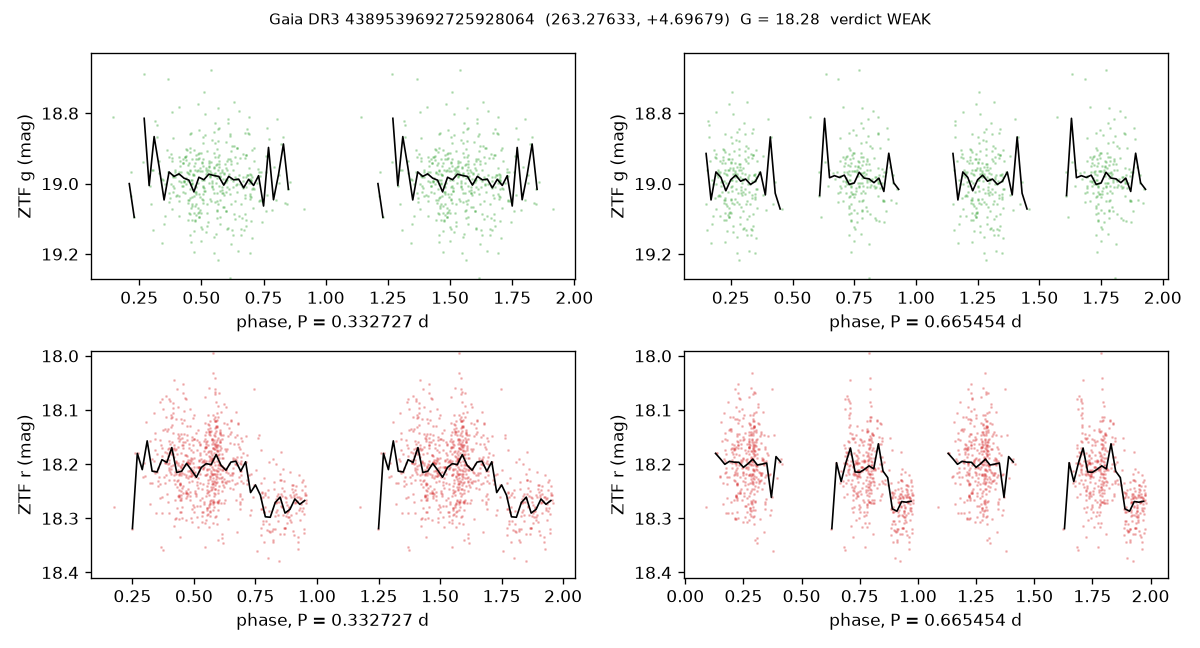 Gaia DR3 4389539692725928064  (263.27633, +4.69679)  G = 18.28  verdict WEAK
ZTF g (mag)
18.8
19.0
19.2
0.25 0.50 0.75 1.00 1.25 1.50 1.75 2.00
phase, P = 0.332727 d
ZTF g (mag)
18.8
19.0
19.2
0.25 0.50 0.75 1.00 1.25 1.50 1.75 2.00
phase, P = 0.665454 d
ZTF r (mag)
18.0
18.1
18.2
18.3
18.4
0.25 0.50 0.75 1.00 1.25 1.50 1.75 2.00
phase, P = 0.332727 d
ZTF r (mag)
18.0
18.1
18.2
18.3
18.4
0.00 0.25 0.50 0.75 1.00 1.25 1.50 1.75 2.00
phase, P = 0.665454 d